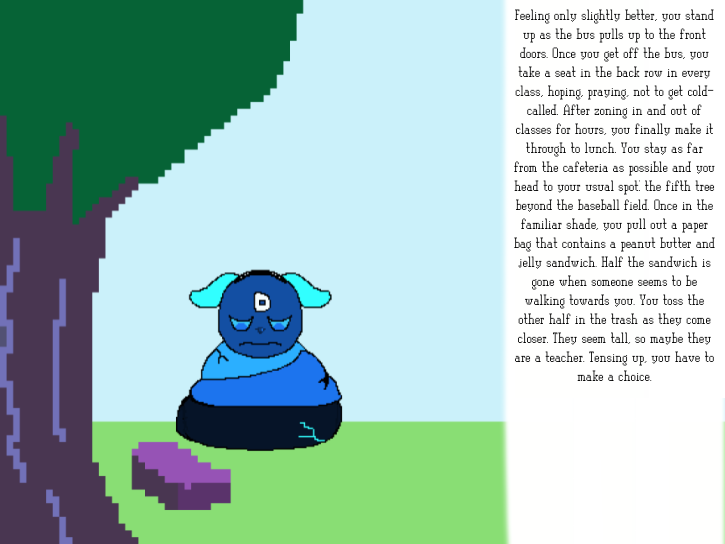 Feeling only slightly better, you stand
up as the bus pulls up to the front
doors. Once you get off the bus, you
take a seat in the back row in every
class, hoping, praying, not to get cold-
called. After zoning in and out of
classes for hours, you finally make it
through to lunch. You stay as far
from the cafeteria as possible and you
head to your usual spot: the fifth tree
beyond the baseball field. Once in the
familiar shade, you pull out a paper
bag that contains a peanut butter and
jelly sandwich. Half the sandwich is
gone when someone seems to be
walking towards you. You toss the
other half in the trash as they come
closer. They seem tall, so maybe they
are a teacher. Tensing up, you have to
make a choice.
D